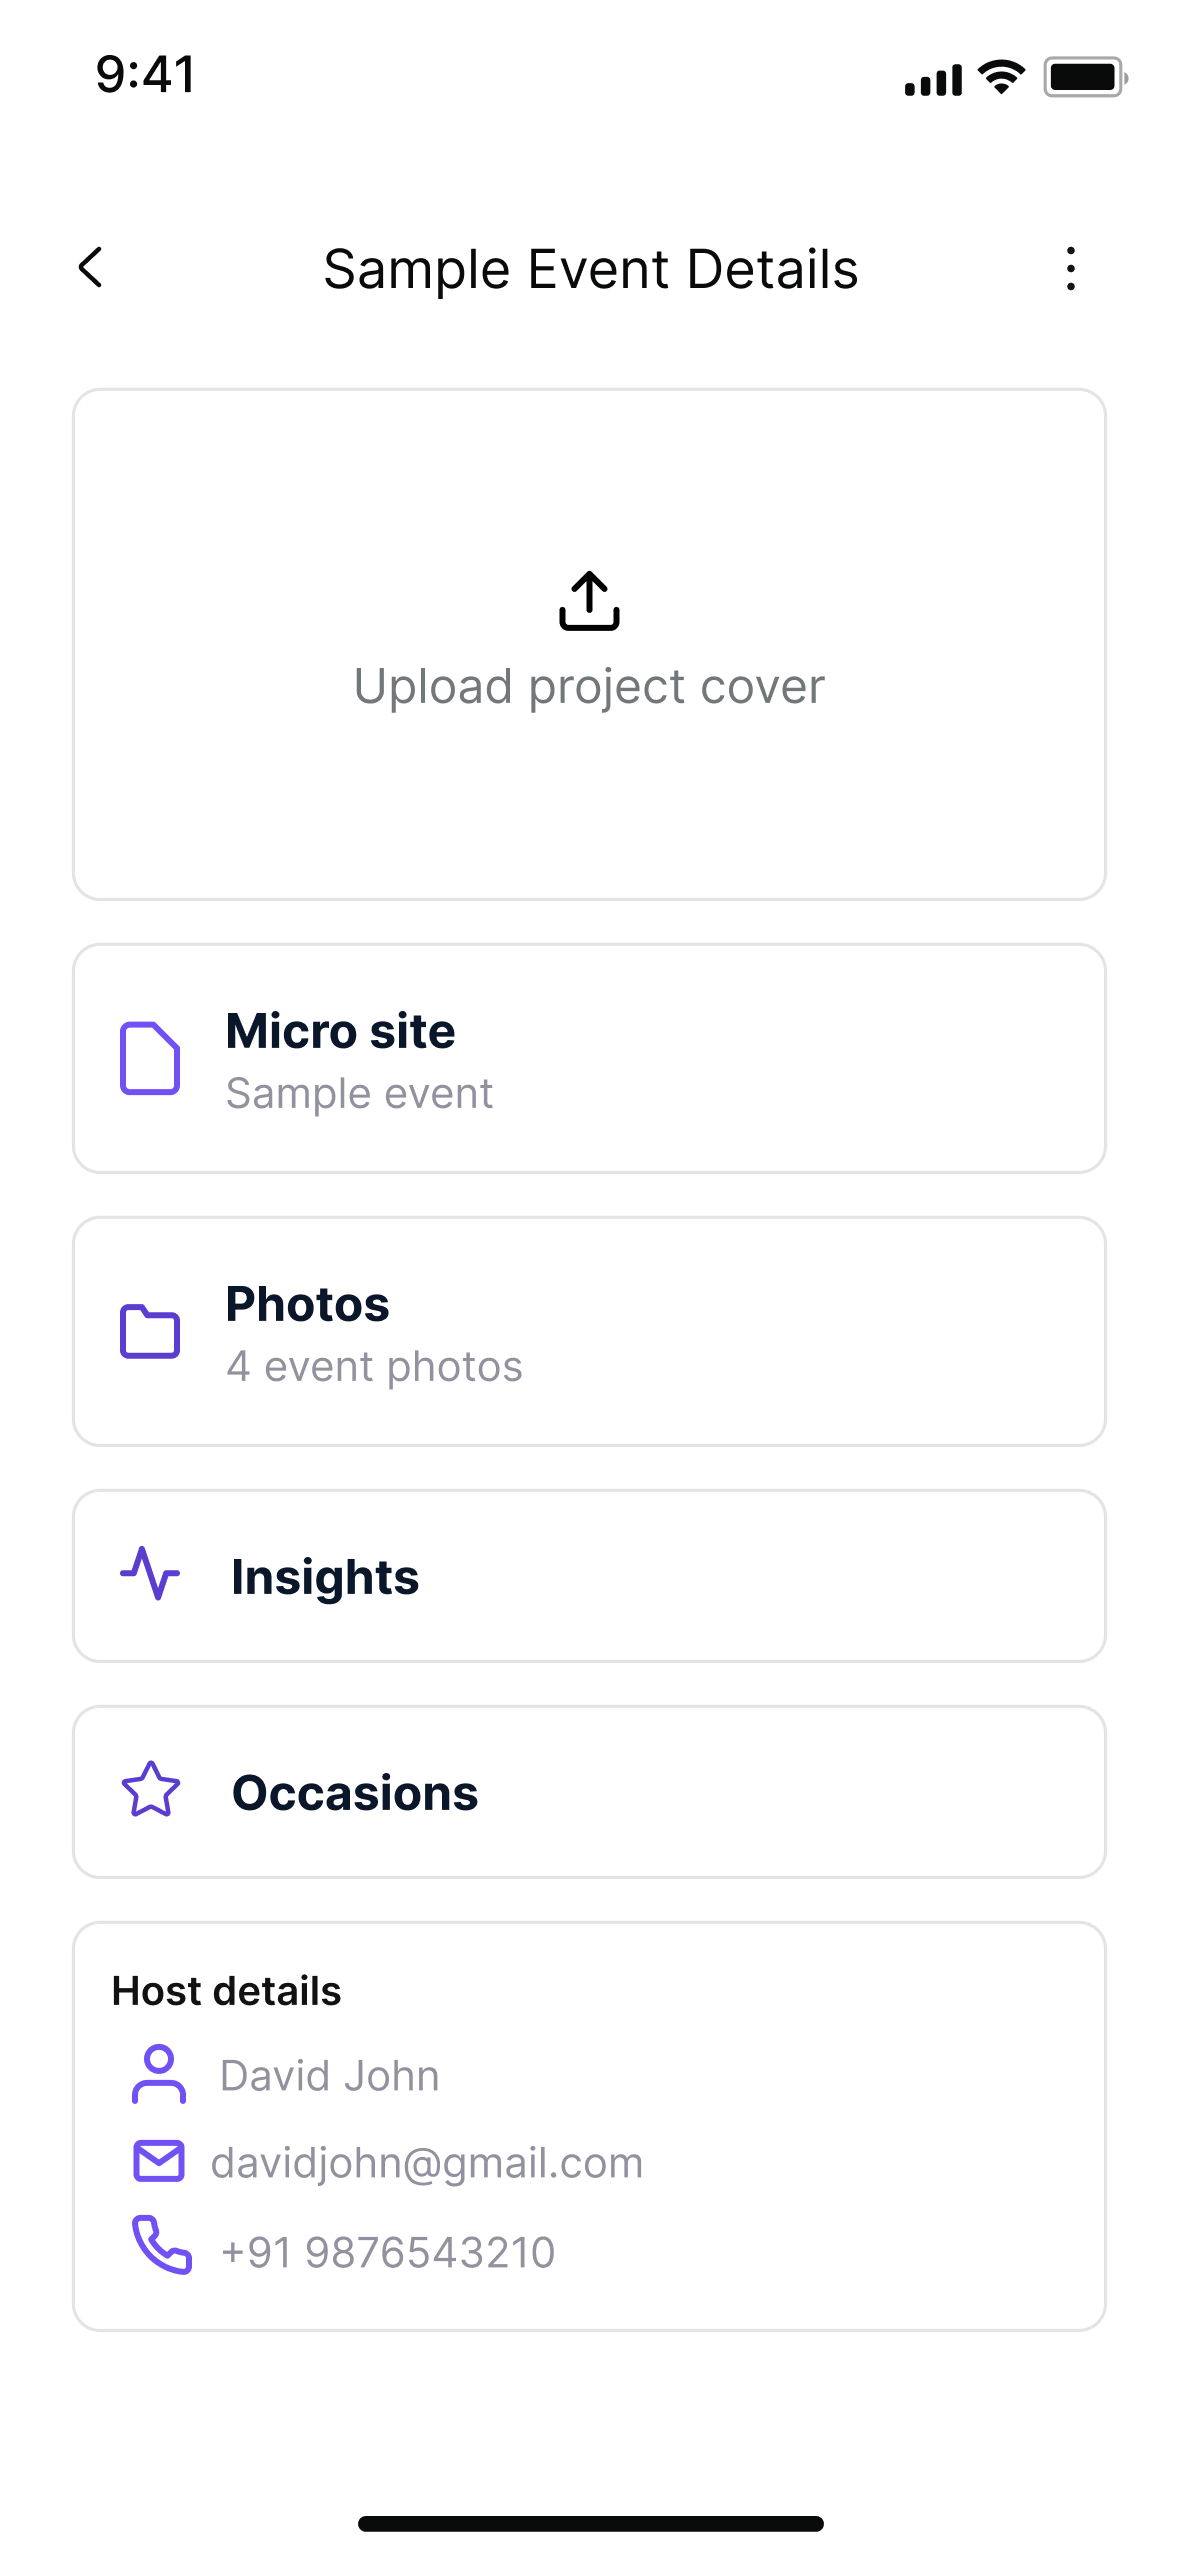 9:41
Sample Event Details
Upload project cover
Micro site
Sample event
Photos
4 event photos
Insights
Occasions
Host details
David John
davidjohn@gmail.com
+91 9876543210